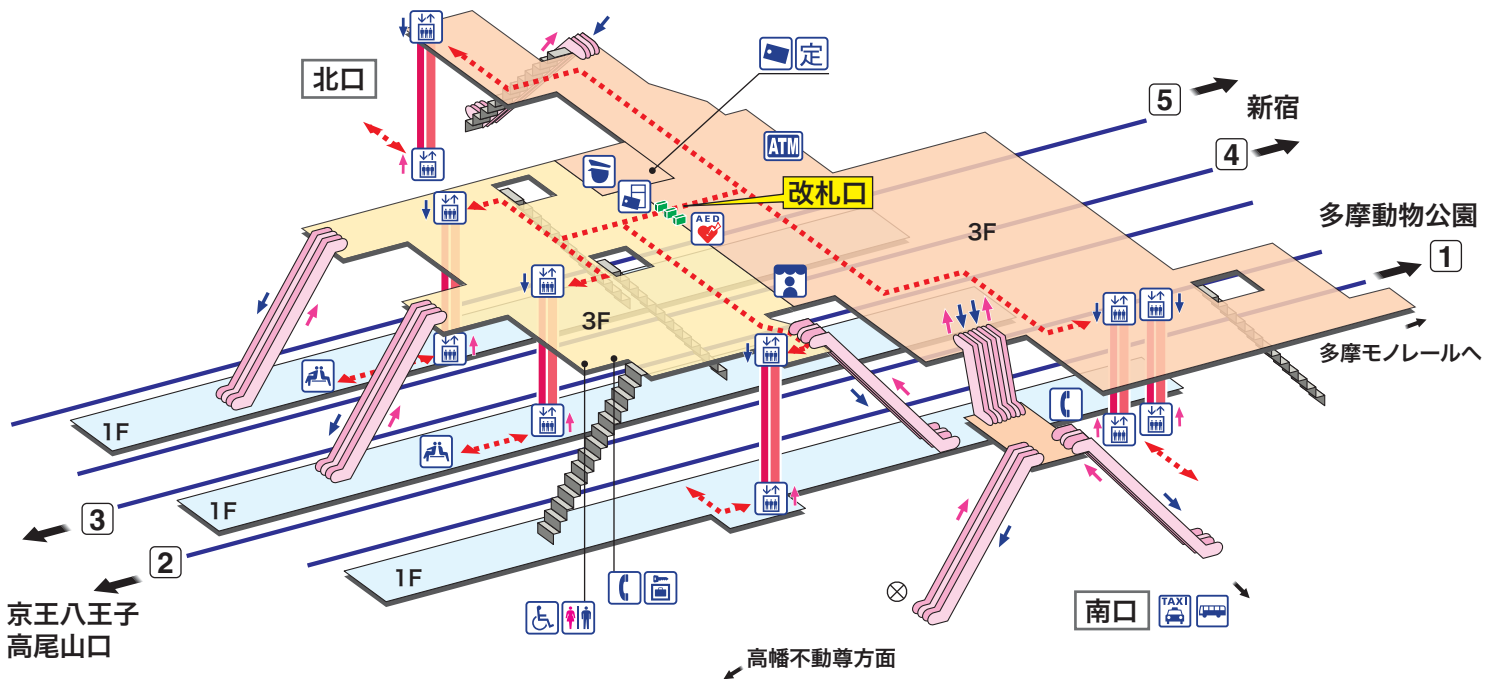 北口
定
5
新宿
4
ATM
改札口
AED
多摩動物公園
1
3F
3F
多摩モノレールへ
1F
1F
3
2
1F
京王八王子
高尾山口
南口
TAXI
高幡不動尊方面